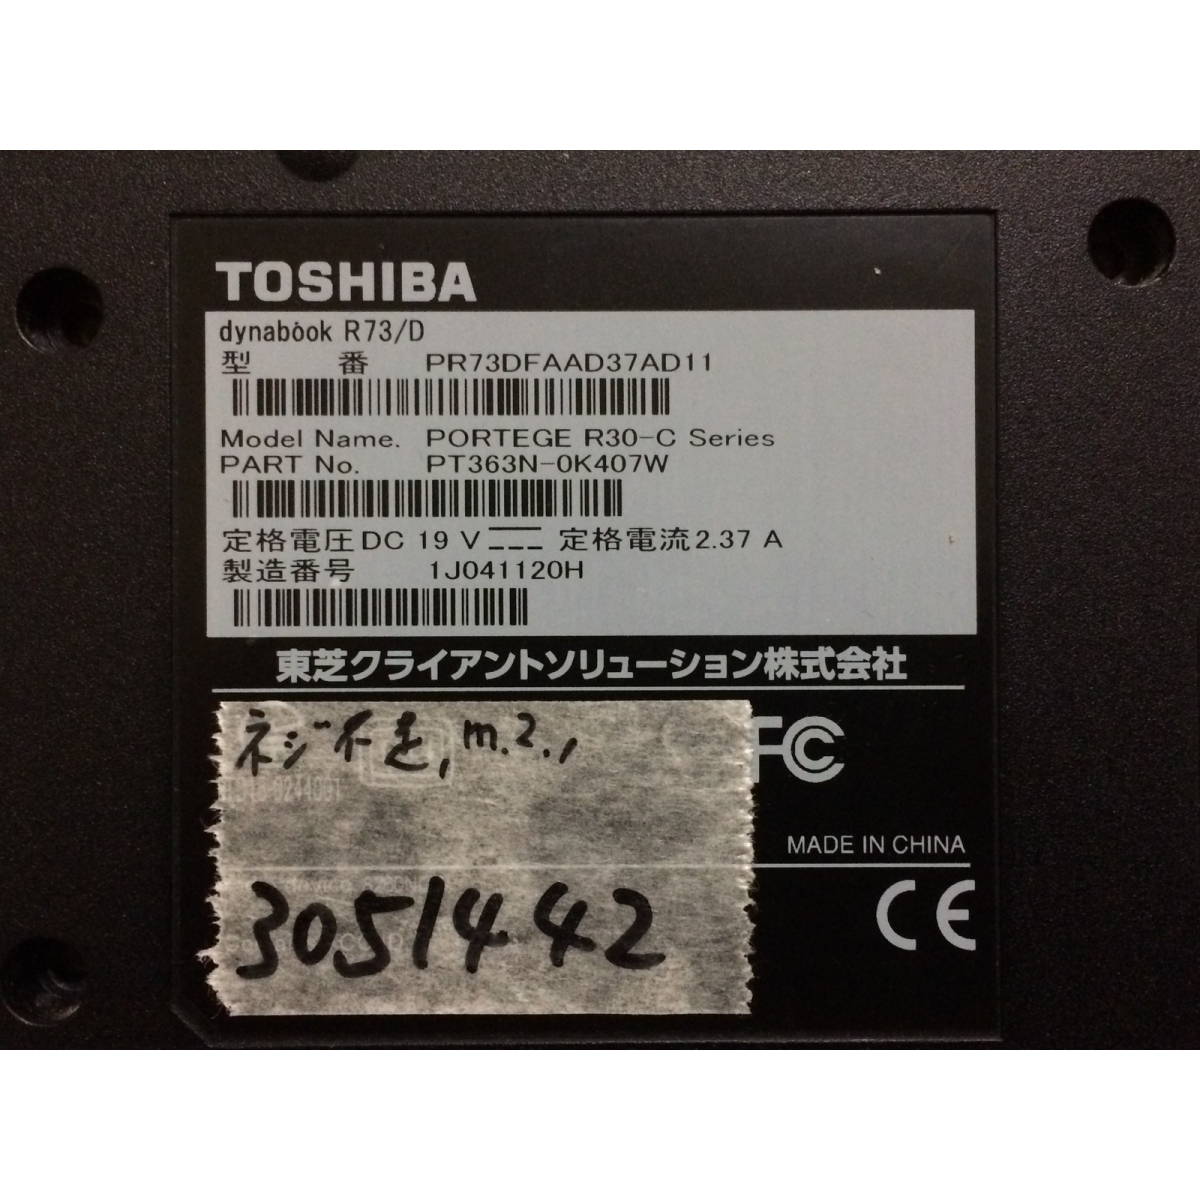 TOSHIBA
dynabook R73/D
型 番 PR73DFAAD37AD11
Model Name. PORTEGE R30-C Series
PART No. PT363N-0K407W
定格電圧 DC 19 V 定格電流 2.37 A
製造番号 1J041120H
東芝クライアントソリューション株式会社
ネジ不足, m.2.,
FC
MADE IN CHINA
3051442
CE